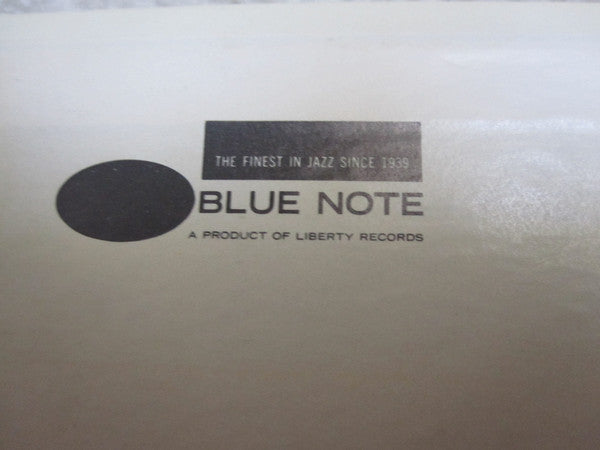 THE FINEST IN JAZZ SINCE 1939
BLUE NOTE
A PRODUCT OF LIBERTY RECORDS